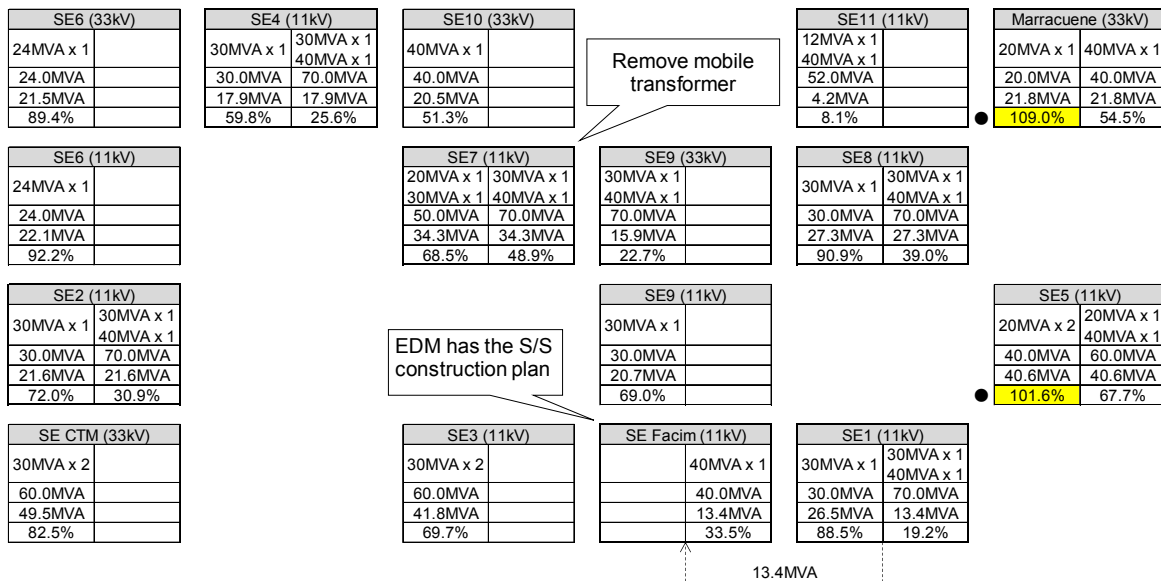 SE6 (33kV)
24MVA x 1
24.0MVA
21.5MVA
89.4%
SE4 (11kV)
30MVA x 1 30MVA x 1
40MVA x 1
30.0MVA 70.0MVA
17.9MVA 17.9MVA
59.8% 25.6%
SE10 (33kV)
40MVA x 1
40.0MVA
20.5MVA
51.3%
Remove mobile
transformer
SE11 (11kV)
12MVA x 1
40MVA x 1
52.0MVA
4.2MVA
8.1%
Marracuene (33kV)
20MVA x 1 40MVA x 1
20.0MVA 40.0MVA
21.8MVA 21.8MVA
● 109.0% 54.5%
SE6 (11kV)
24MVA x 1
24.0MVA
22.1MVA
92.2%
SE7 (11kV)
20MVA x 1 30MVA x 1
30MVA x 1 40MVA x 1
50.0MVA 70.0MVA
34.3MVA 34.3MVA
68.5% 48.9%
SE9 (33kV)
30MVA x 1
40MVA x 1
70.0MVA
15.9MVA
22.7%
SE8 (11kV)
30MVA x 1 30MVA x 1
40MVA x 1
30.0MVA 70.0MVA
27.3MVA 27.3MVA
90.9% 39.0%
SE2 (11kV)
30MVA x 1 30MVA x 1
40MVA x 1
30.0MVA 70.0MVA
21.6MVA 21.6MVA
72.0% 30.9%
EDM has the S/S
construction plan
SE9 (11kV)
30MVA x 1
30.0MVA
20.7MVA
69.0%
SE5 (11kV)
20MVA x 2 20MVA x 1
40MVA x 1
40.0MVA 60.0MVA
40.6MVA 40.6MVA
● 101.6% 67.7%
SE CTM (33kV)
30MVA x 2
60.0MVA
49.5MVA
82.5%
SE3 (11kV)
30MVA x 2
60.0MVA
41.8MVA
69.7%
SE Facim (11kV)
40MVA x 1
40.0MVA
13.4MVA
33.5%
SE1 (11kV)
30MVA x 1 30MVA x 1
40MVA x 1
30.0MVA 70.0MVA
26.5MVA 13.4MVA
88.5% 19.2%
13.4MVA